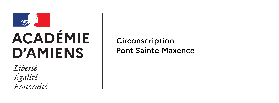 ACADÉMIE
D'AMIENS
Liberté
Égalité
Fraternité
Circonscription
Pont Sainte Maxence